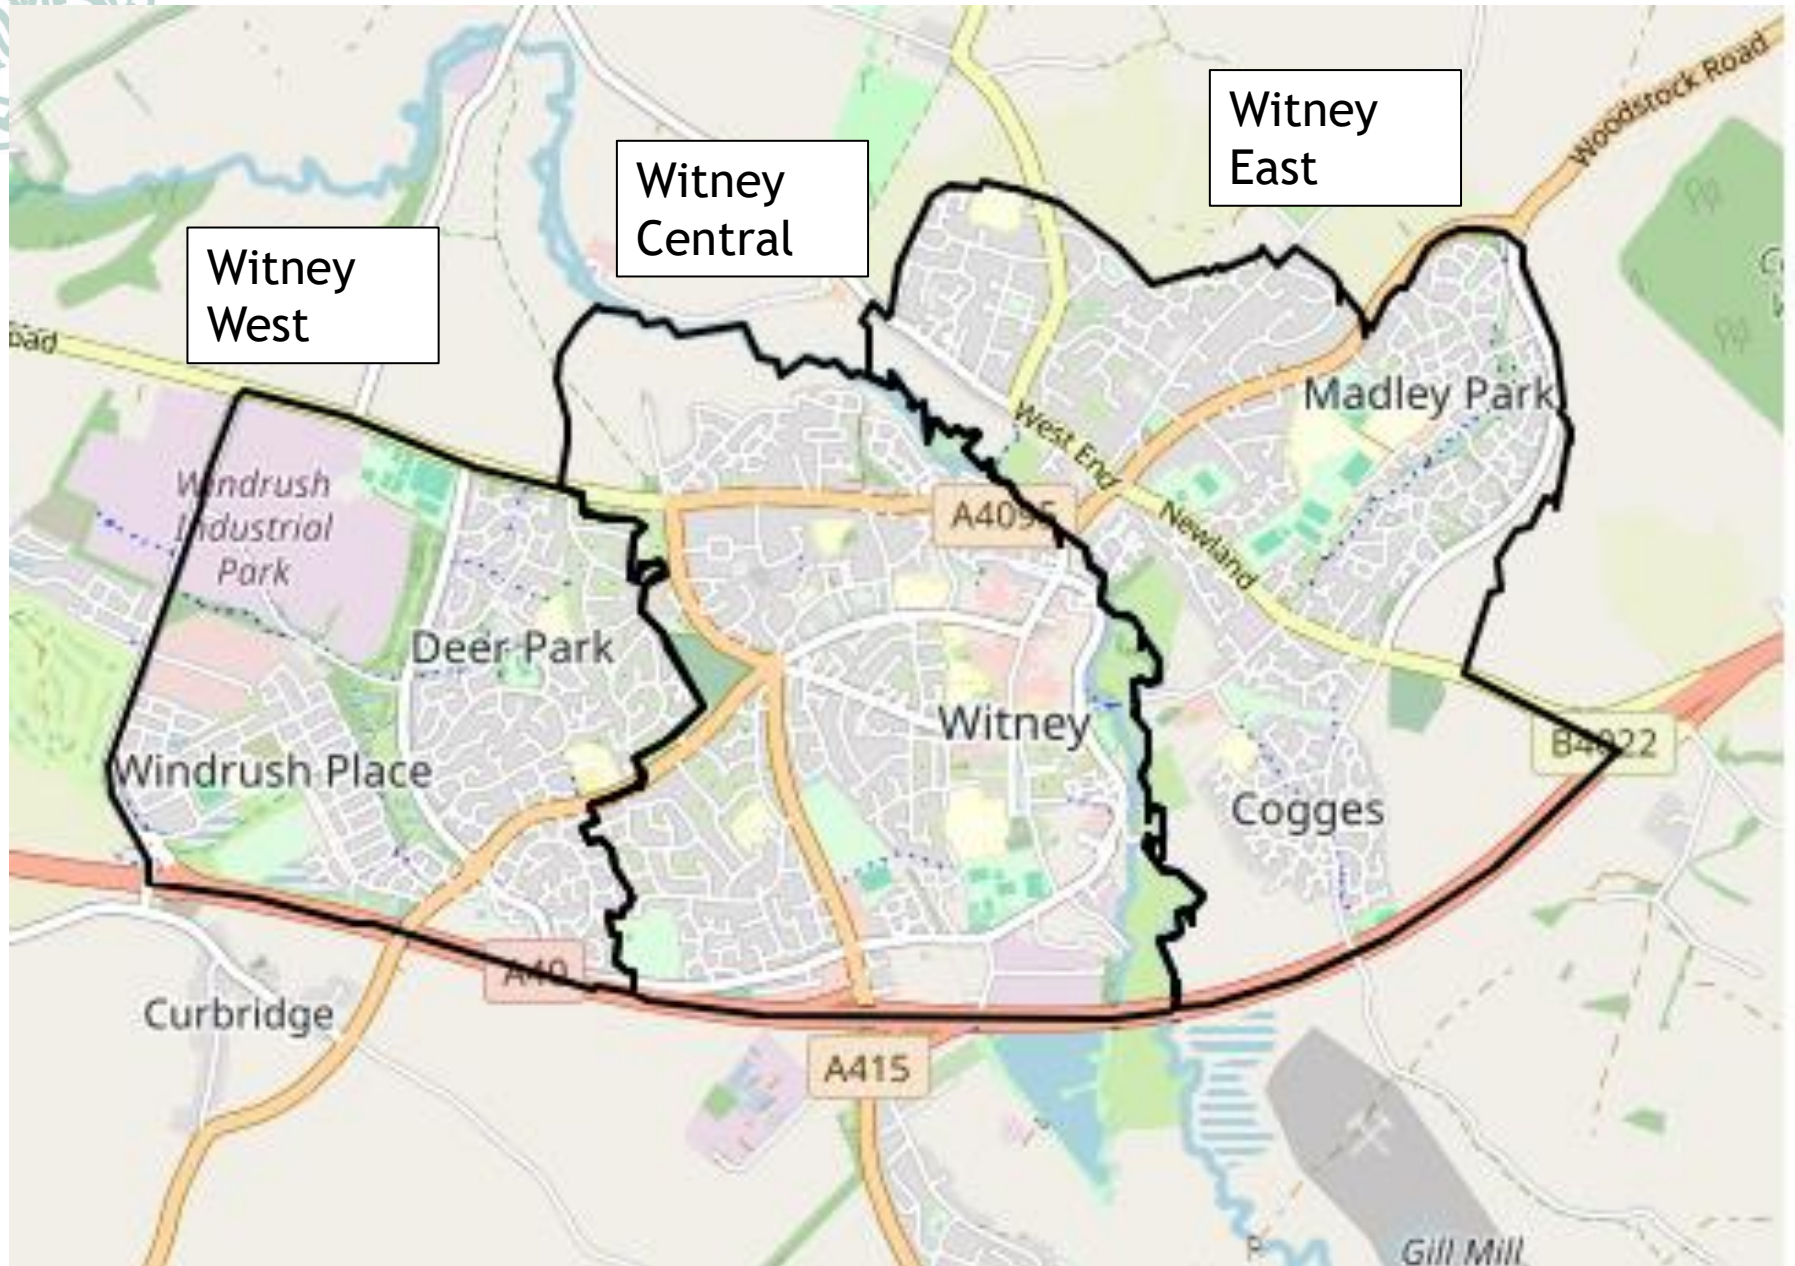 Witney
East
Woodstock Road
Witney
Central
Witney
West
Madley Park
West End
Windrush
Industrial
Park
A4095
Newland
Deer Park
Witney
B4022
Windrush Place
Cogges
A40
Curbridge
A415
Gill Mill